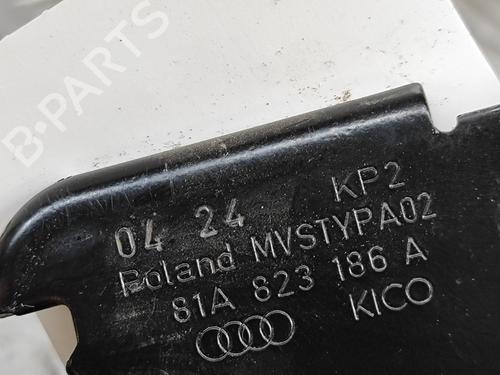 B-PARTS
04 24 KP2
Poland MVSTYPA02
81A 823 186 A
KICO